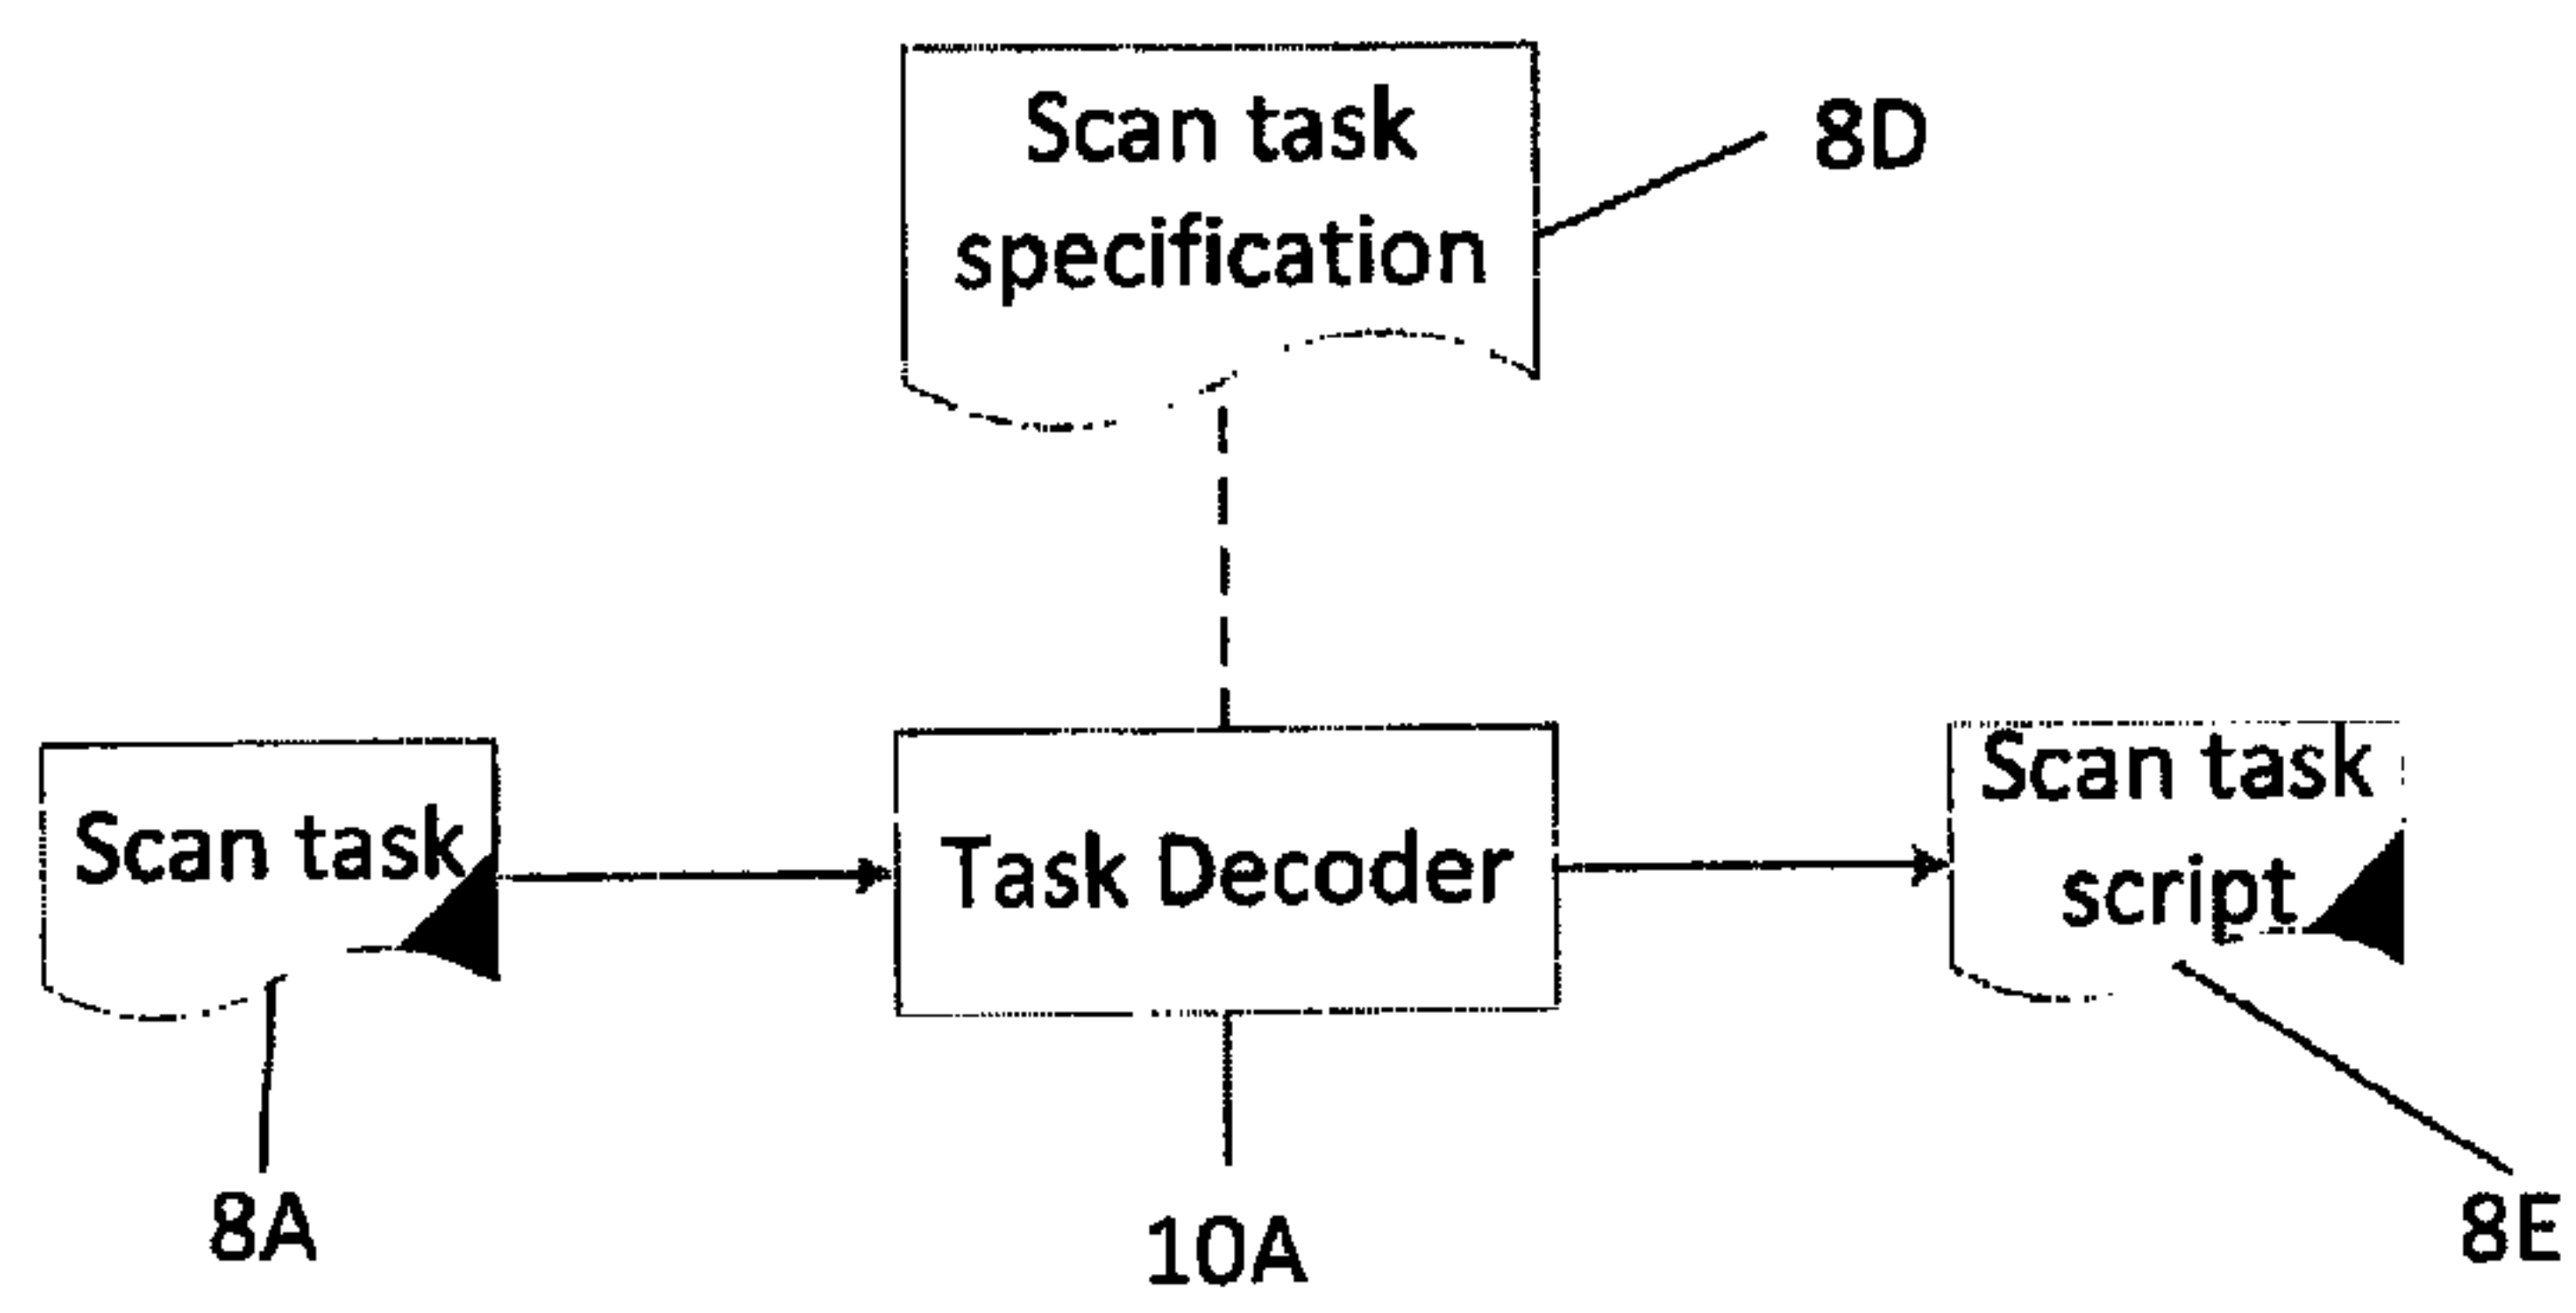 Scan task
specification
8D
Scan task
Task Decoder
Scan task
script
8A
10A
8E